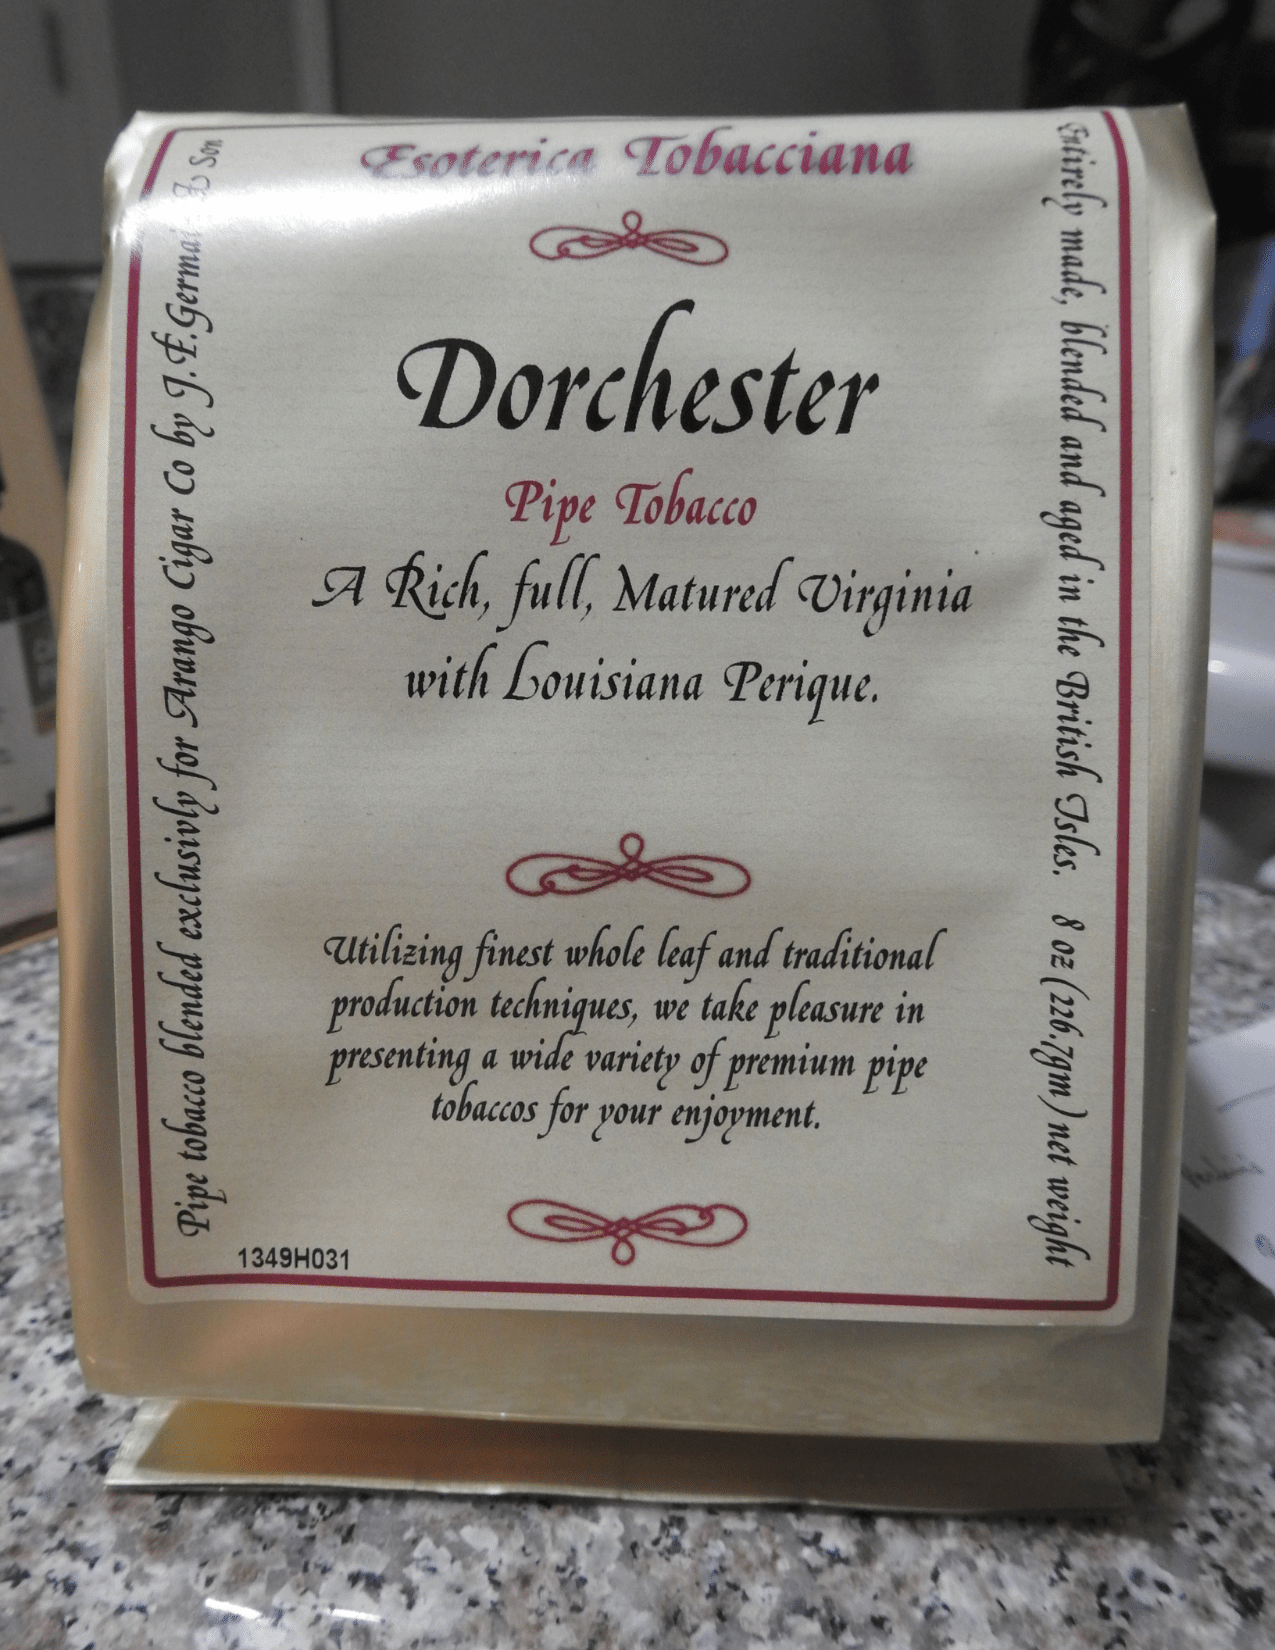 Esoterica Tobacciana
Dorchester
Pipe Tobacco
A Rich, full, Matured Virginia
with Louisiana Perique.
Utilizing finest whole leaf and traditional
production techniques, we take pleasure in
presenting a wide variety of premium pipe
tobaccos for your enjoyment.
1349H031
Pipe tobacco blended exclusivly for Arango Cigar Co by J.F.Germain & Son
Entirely made, blended and aged in the British Isles. 8 oz (226,7gm) net weight